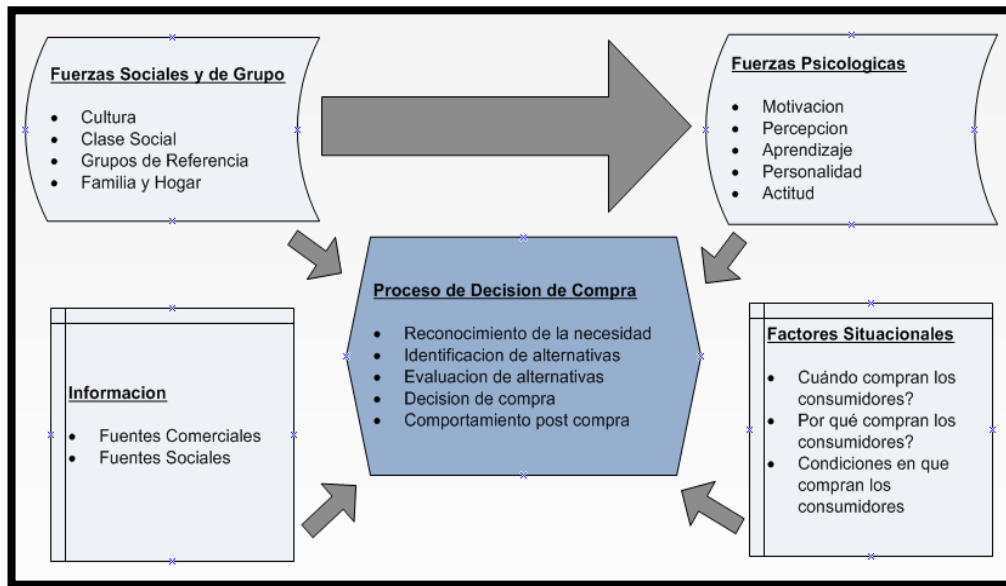 Fuerzas Sociales y de Grupo
• Cultura
• Clase Social
• Grupos de Referencia
• Familia y Hogar
Fuerzas Psicologicas
• Motivacion
• Percepcion
• Aprendizaje
• Personalidad
• Actitud
Proceso de Decision de Compra
• Reconocimiento de la necesidad
• Identificacion de alternativas
• Evaluacion de alternativas
• Decision de compra
• Comportamiento post compra
Informacion
• Fuentes Comerciales
• Fuentes Sociales
Factores Situacionales
• Cuándo compran los
consumidores?
• Por qué compran los
consumidores?
• Condiciones en que
compran los
consumidores